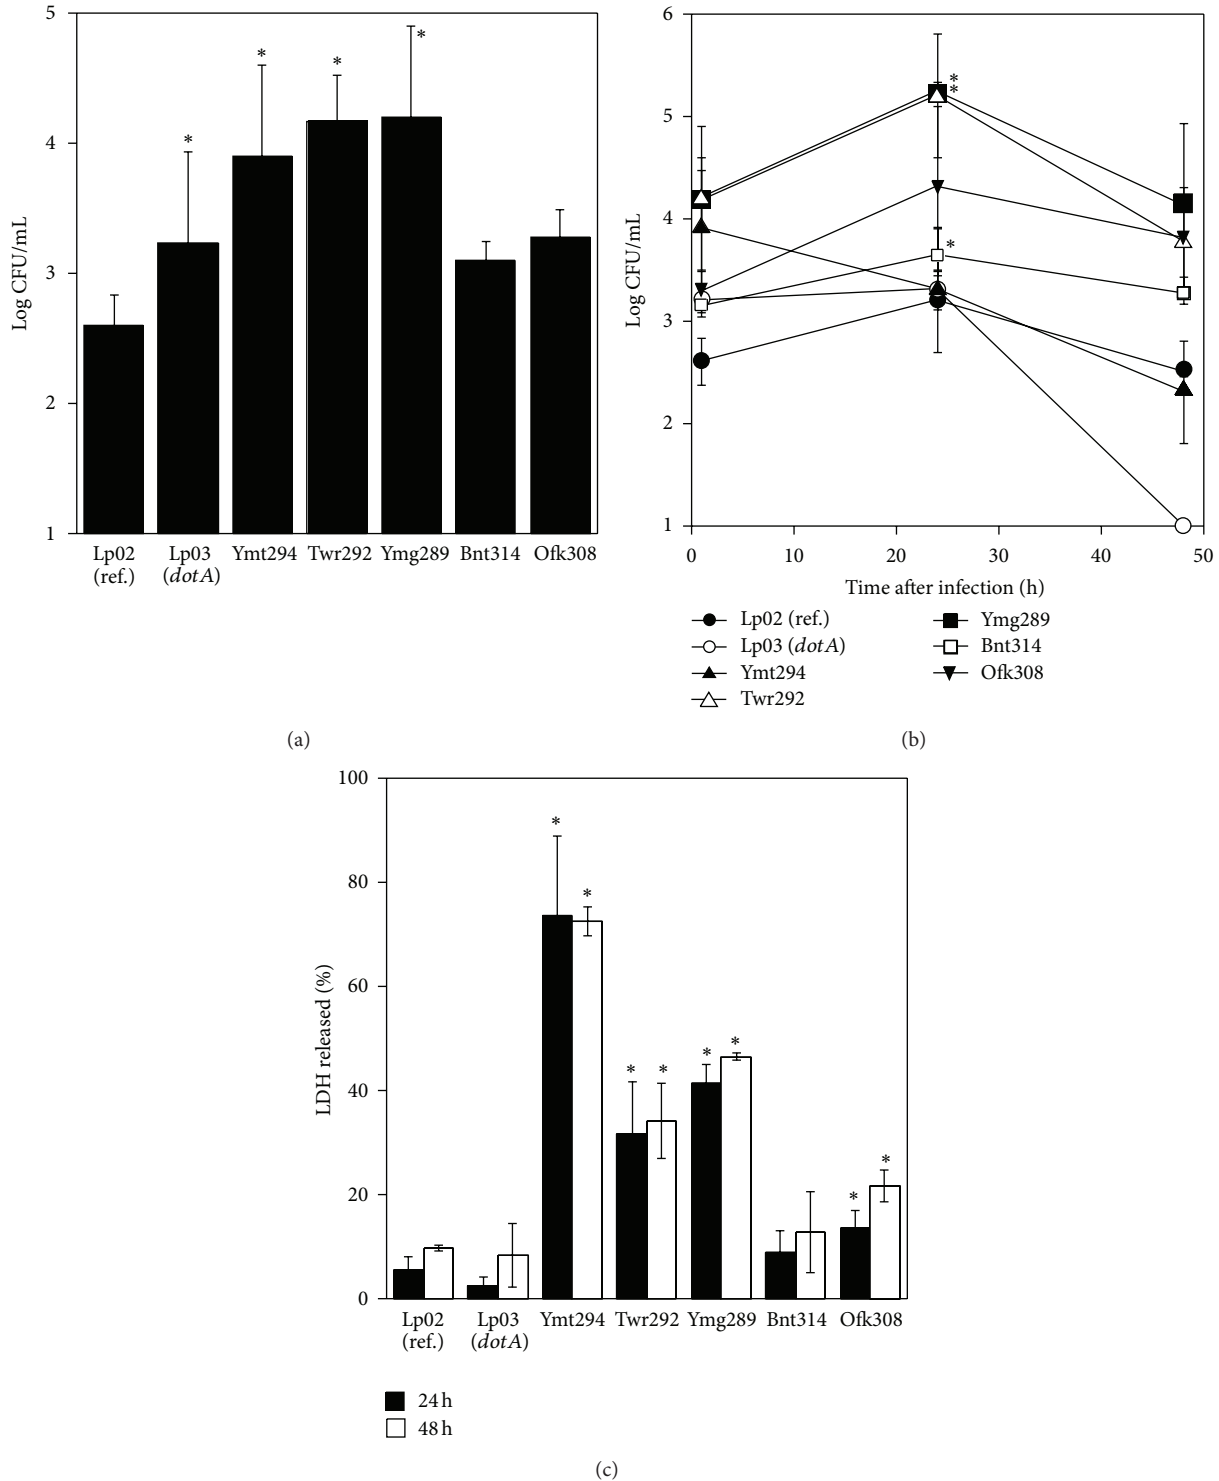 5
4
3
2
1
Log CFU/mL
*
*
*
*
Lp02
(ref.)
Lp03
(dotA)
Ymt294
Twr292
Ymg289
Bnt314
Ofk308
(a)
6
5
4
3
2
1
Log CFU/mL
*
*
*
0
10
20
30
40
50
Time after infection (h)
Lp02 (ref.)
Lp03 (dotA)
Ymt294
Twr292
Ymg289
Bnt314
Ofk308
(b)
100
80
60
40
20
0
LDH released (%)
*
*
*
*
*
*
*
*
Lp02
(ref.)
Lp03
(dotA)
Ymt294
Twr292
Ymg289
Bnt314
Ofk308
24 h
48 h
(c)